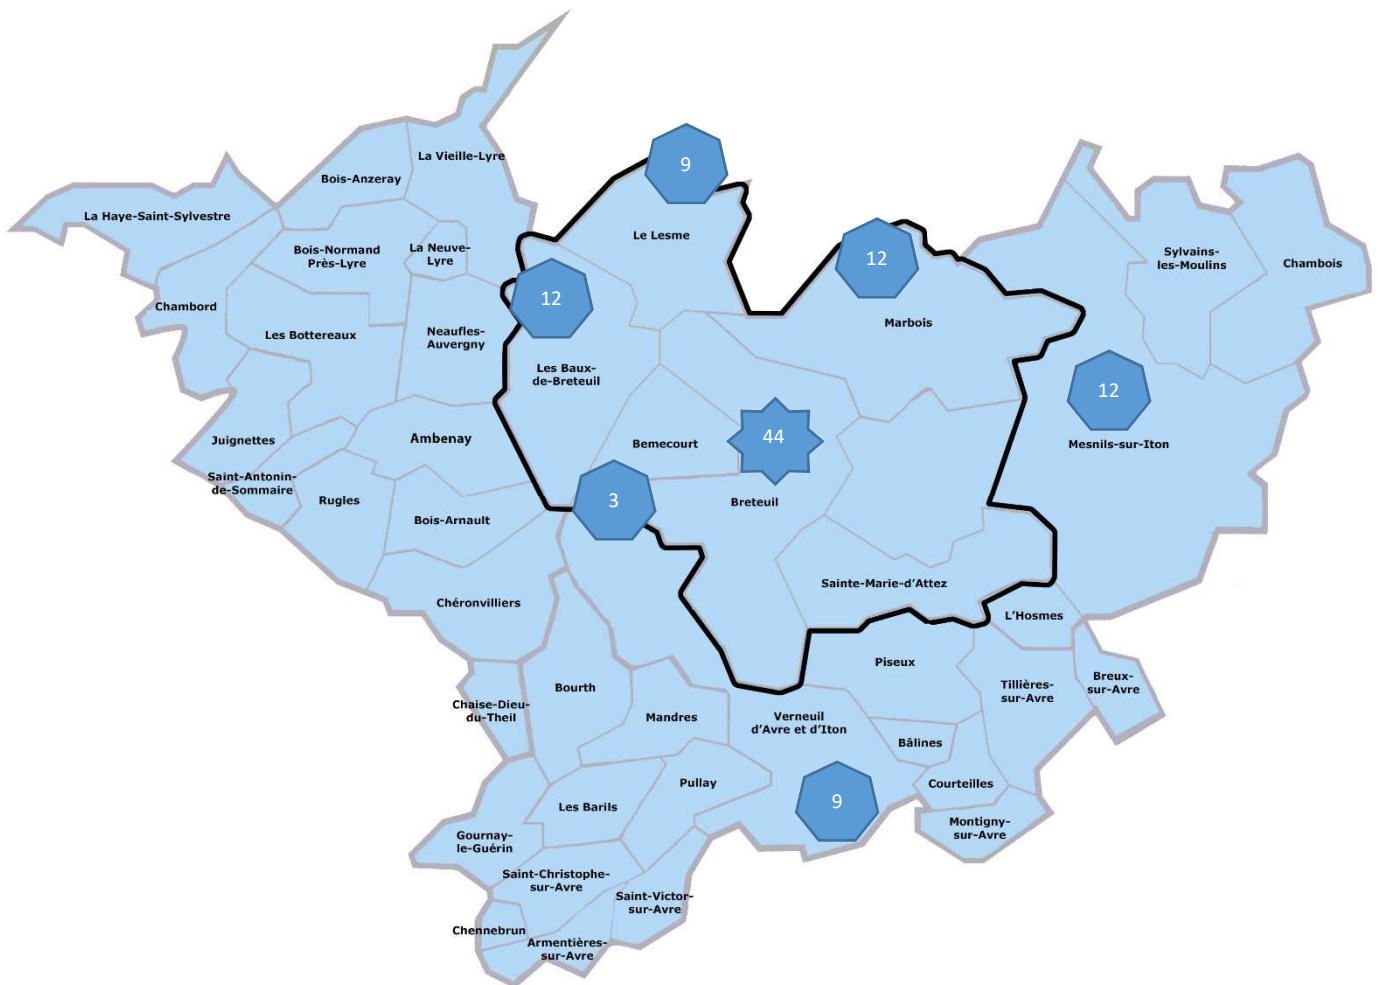 La Vieille-Lyre
9
Bois-Anzeray
La Haye-Saint-Sylvestre
Le Lesme
Bois-Normand
Près-Lyre
La Neuve-
Lyre
12
Sylvains-
les-Moulins
Chambois
12
Chambord
Neaufles-
Auvergny
Les Bottereaux
Marbois
Les Baux-
de-Breteuil
12
Juignettes
Ambenay
Bemecourt
44
Mesnils-sur-Iton
Saint-Antonin-
de-Sommaire
Rugles
3
Breteuil
Bois-Arnault
Sainte-Marie-d'Attez
Chéronvilliers
L'Hosmes
Piseux
Bourth
Tillières-
sur-Avre
Breux-
sur-Avre
Chaise-Dieu-
du-Theil
Mandres
Verneuil
d'Avre et d'Iton
Bâlines
Pullay
Courteilles
Les Barils
9
Montigny-
sur-Avre
Gournay-
le-Guérin
Saint-Christophe-
sur-Avre
Saint-Victor-
sur-Avre
Chennebrun
Armentières-
sur-Avre